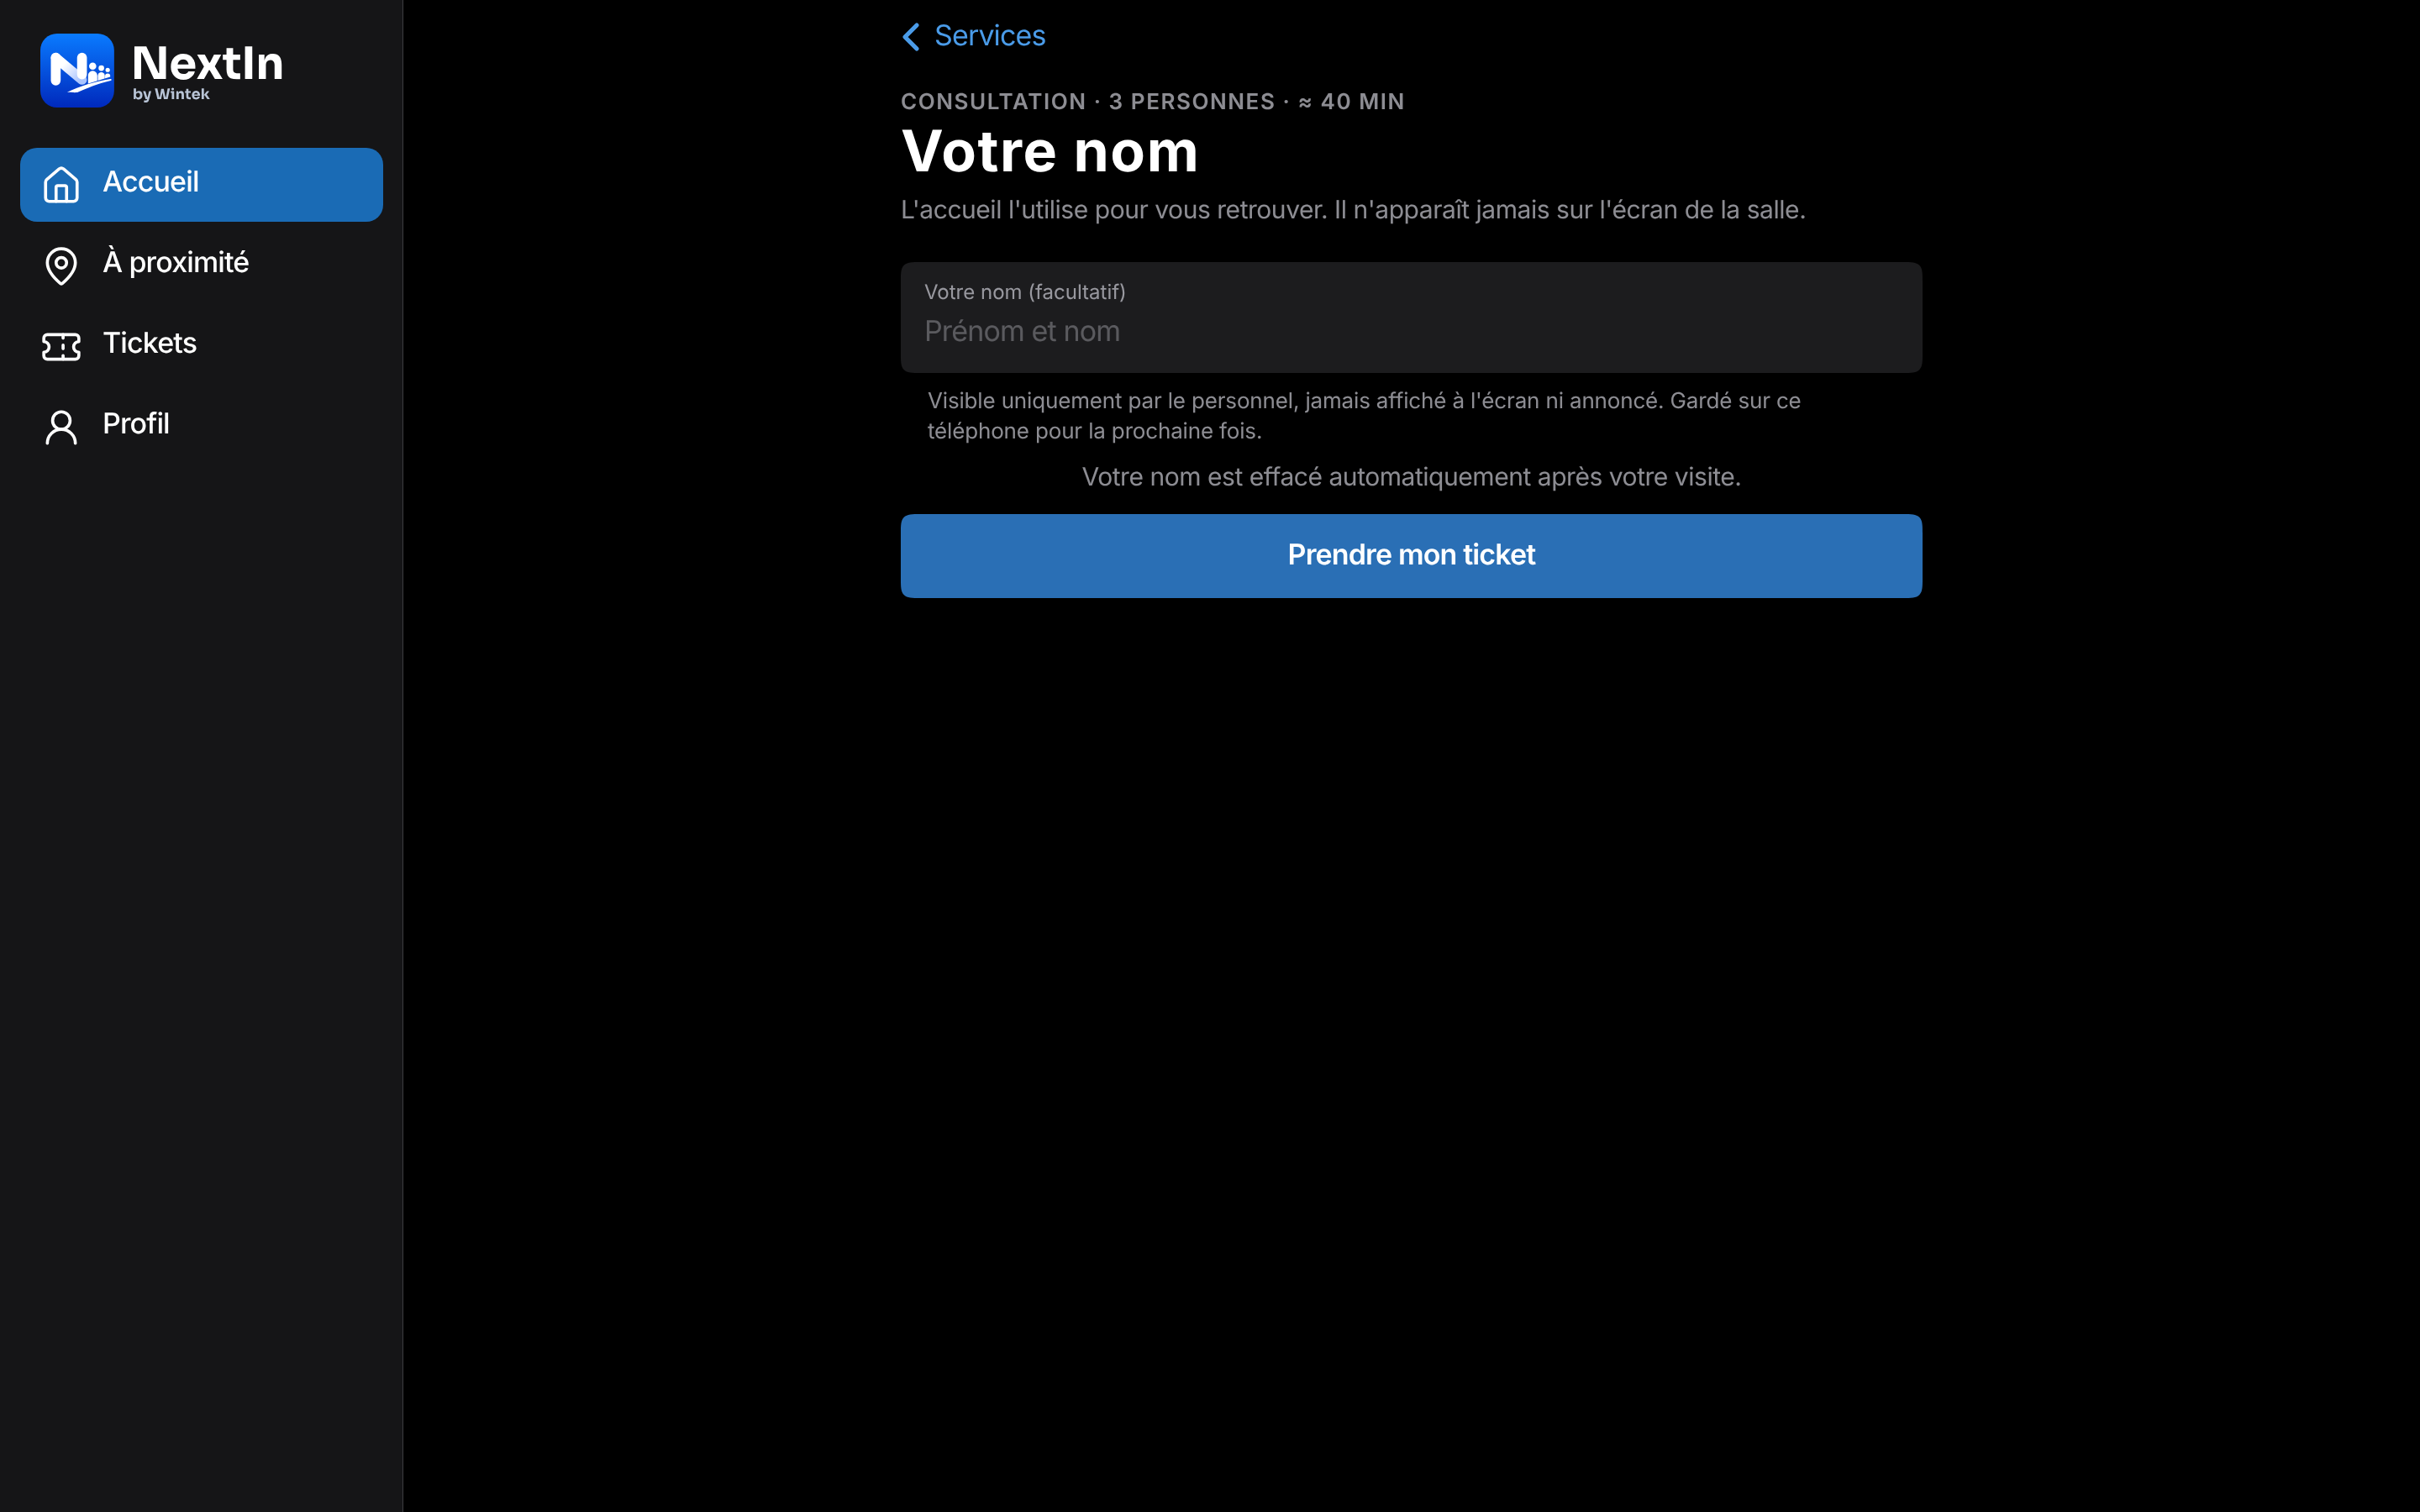 NextIn
by Wintek
Accueil
À proximité
Tickets
Profil
Services
CONSULTATION · 3 PERSONNES · ≈ 40 MIN
Votre nom
L'accueil l'utilise pour vous retrouver. Il n'apparaît jamais sur l'écran de la salle.
Votre nom (facultatif)
Prénom et nom
Visible uniquement par le personnel, jamais affiché à l'écran ni annoncé. Gardé sur ce
téléphone pour la prochaine fois.
Votre nom est effacé automatiquement après votre visite.
Prendre mon ticket